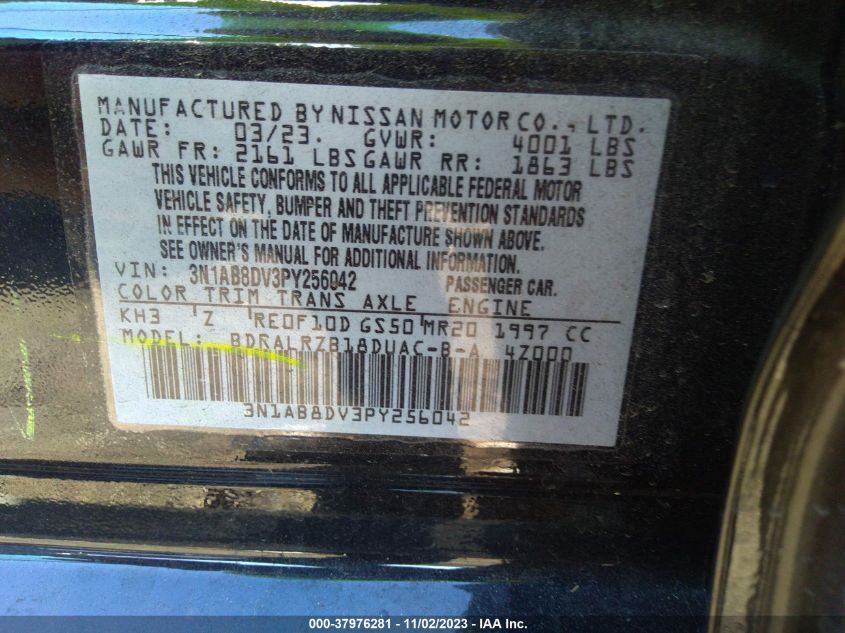 MANUFACTURED BY NISSAN MOTOR CO., LTD.
DATE: 03/23. GVWR: 4001 LBS
GAWR FR: 2161 LBS GAWR RR: 1863 LBS
THIS VEHICLE CONFORMS TO ALL APPLICABLE FEDERAL MOTOR
VEHICLE SAFETY, BUMPER AND THEFT PREVENTION STANDARDS
IN EFFECT ON THE DATE OF MANUFACTURE SHOWN ABOVE.
SEE OWNER'S MANUAL FOR ADDITIONAL INFORMATION.
VIN: 3N1AB8DV3PY256042 PASSENGER CAR.
COLOR TRIM TRANS AXLE ENGINE
KH3 Z RE0F10D GS50 MR20 1997 CC
MODEL: BDRALRZB18DUAC-B-A 4Z000
3N1AB8DV3PY256042
000-37976281 - 11/02/2023 - IAA Inc.